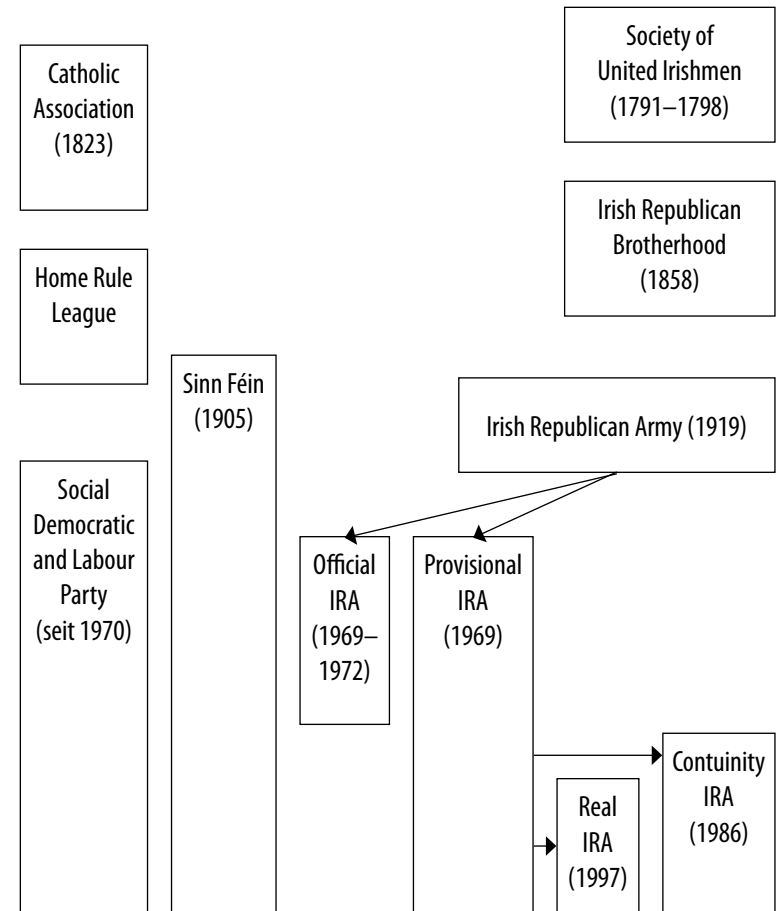 Society of
United Irishmen
(1791–1798)
Catholic
Association
(1823)
Irish Republican
Brotherhood
(1858)
Home Rule
League
Sinn Féin
(1905)
Irish Republican Army (1919)
Social
Democratic
and Labour
Party
(seit 1970)
Official
IRA
(1969–
1972)
Provisional
IRA
(1969)
Contuinity
IRA
(1986)
Real
IRA
(1997)